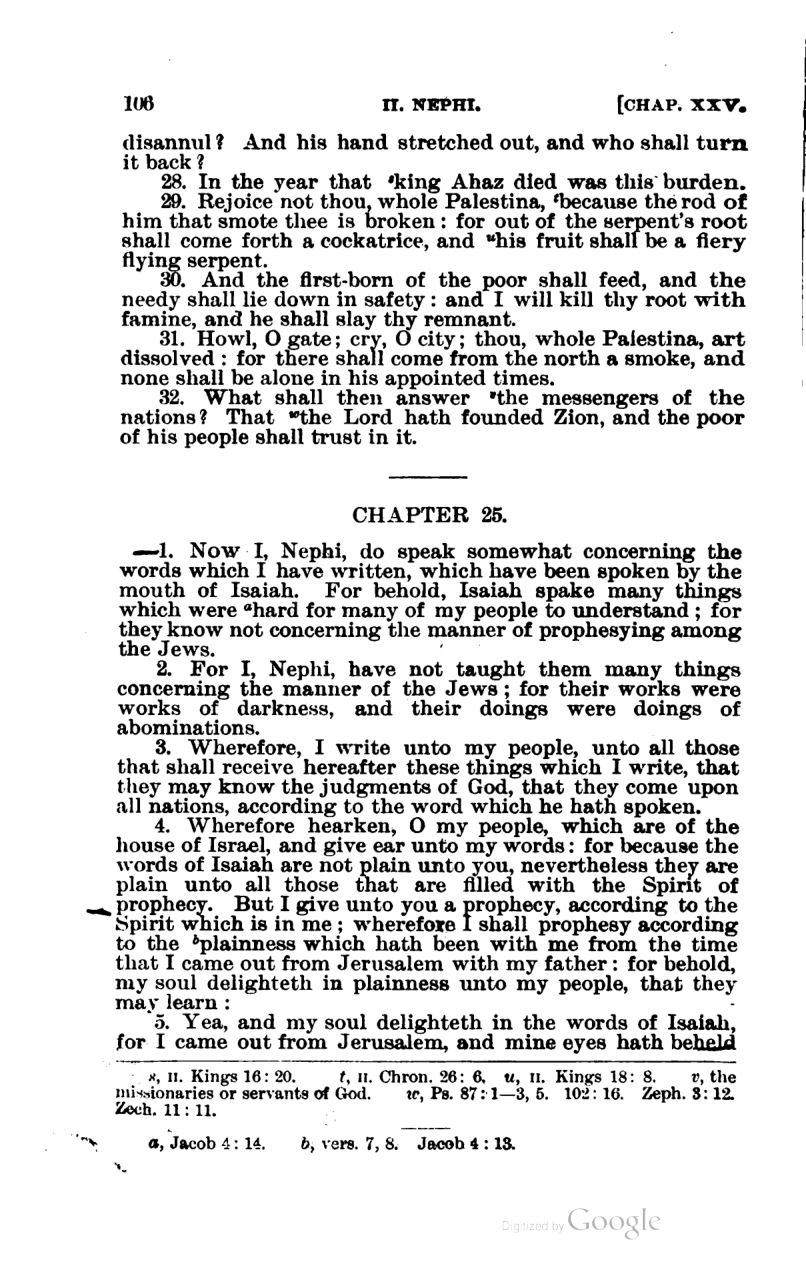 106 II. NEPHI. [CHAP. XXV.
disannul? And his hand stretched out, and who shall turn
it back?
28. In the year that ˢking Ahaz died was this burden.
29. Rejoice not thou, whole Palestina, ᵗbecause the rod of
him that smote thee is broken: for out of the serpent's root
shall come forth a cockatrice, and ᵘhis fruit shall be a fiery
flying serpent.
30. And the first-born of the poor shall feed, and the
needy shall lie down in safety: and I will kill thy root with
famine, and he shall slay thy remnant.
31. Howl, O gate; cry, O city; thou, whole Palestina, art
dissolved: for there shall come from the north a smoke, and
none shall be alone in his appointed times.
32. What shall then answer ᵛthe messengers of the
nations? That ʷthe Lord hath founded Zion, and the poor
of his people shall trust in it.
CHAPTER 25.
—1. Now I, Nephi, do speak somewhat concerning the
words which I have written, which have been spoken by the
mouth of Isaiah. For behold, Isaiah spake many things
which were ᵃhard for many of my people to understand; for
they know not concerning the manner of prophesying among
the Jews.
2. For I, Nephi, have not taught them many things
concerning the manner of the Jews; for their works were
works of darkness, and their doings were doings of
abominations.
3. Wherefore, I write unto my people, unto all those
that shall receive hereafter these things which I write, that
they may know the judgments of God, that they come upon
all nations, according to the word which he hath spoken.
4. Wherefore hearken, O my people, which are of the
house of Israel, and give ear unto my words: for because the
words of Isaiah are not plain unto you, nevertheless they are
plain unto all those that are filled with the Spirit of
prophecy. But I give unto you a prophecy, according to the
Spirit which is in me; wherefore I shall prophesy according
to the ᵇplainness which hath been with me from the time
that I came out from Jerusalem with my father: for behold,
my soul delighteth in plainness unto my people, that they
may learn:
5. Yea, and my soul delighteth in the words of Isaiah,
for I came out from Jerusalem, and mine eyes hath beheld
s, II. Kings 16: 20. t, II. Chron. 26: 6. u, II. Kings 18: 8. v, the
missionaries or servants of God. w, Ps. 87: 1—3, 5. 102: 16. Zeph. 3: 12.
Zech. 11: 11.
a, Jacob 4: 14. b, vers. 7, 8. Jacob 4: 13.
Digitized by Google